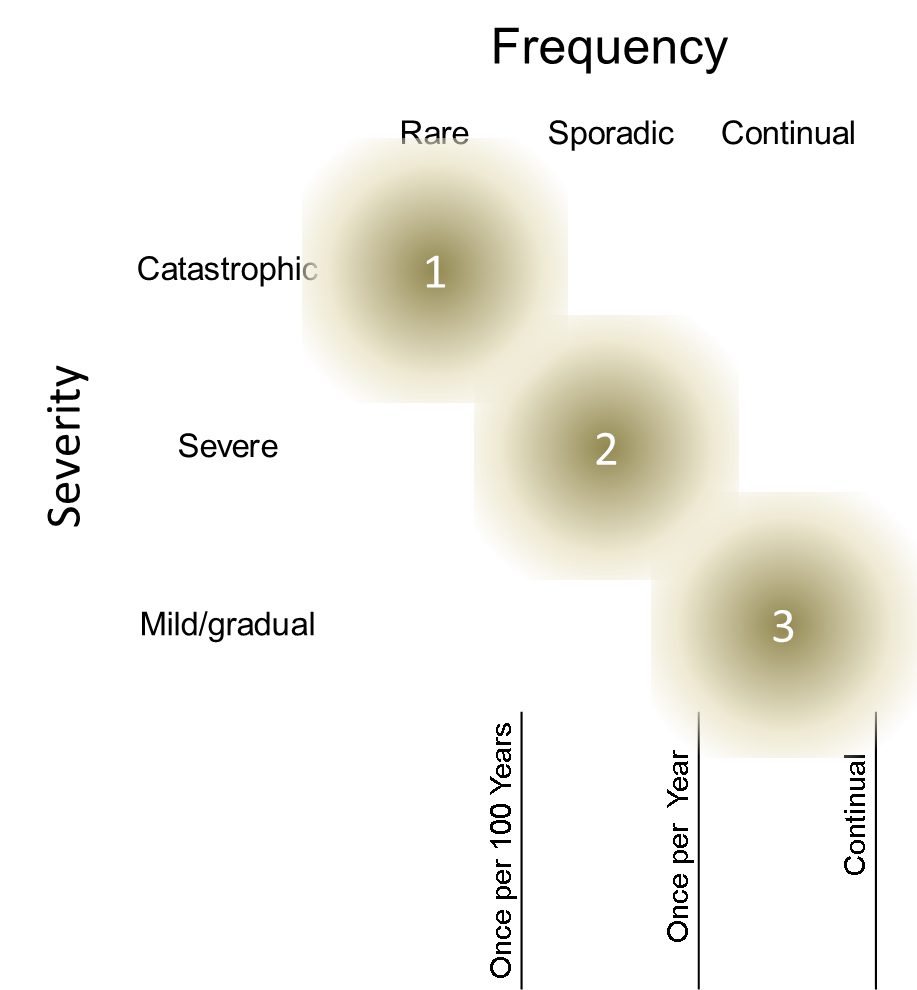 Frequency
Rare Sporadic Continual
Catastrophic 1
Severity
Severe 2
Mild/gradual 3
Once per 100 Years
Once per  Year
Continual